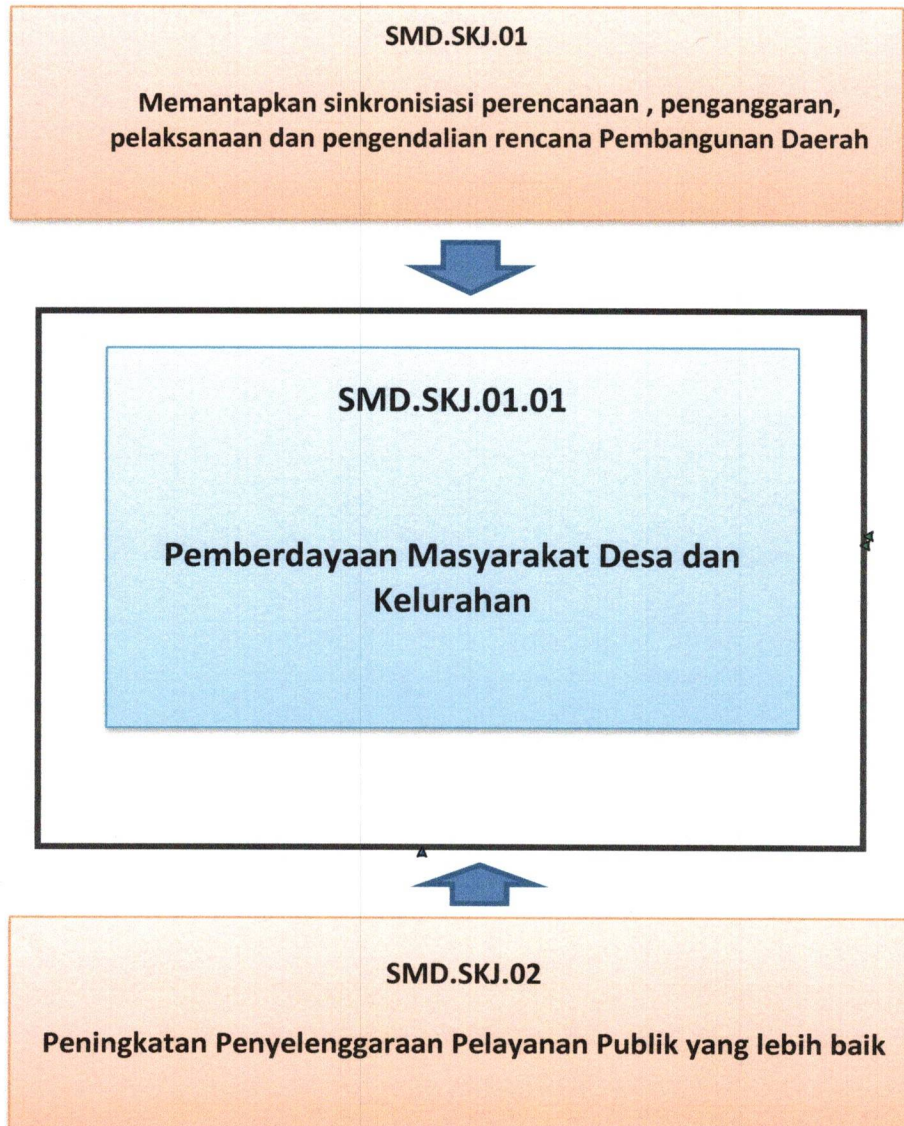 SMD.SKJ.01
Memantapkan sinkronisiasi perencanaan , penganggaran,
pelaksanaan dan pengendalian rencana Pembangunan Daerah
SMD.SKJ.01.01
Pemberdayaan Masyarakat Desa dan
Kelurahan
SMD.SKJ.02
Peningkatan Penyelenggaraan Pelayanan Publik yang lebih baik